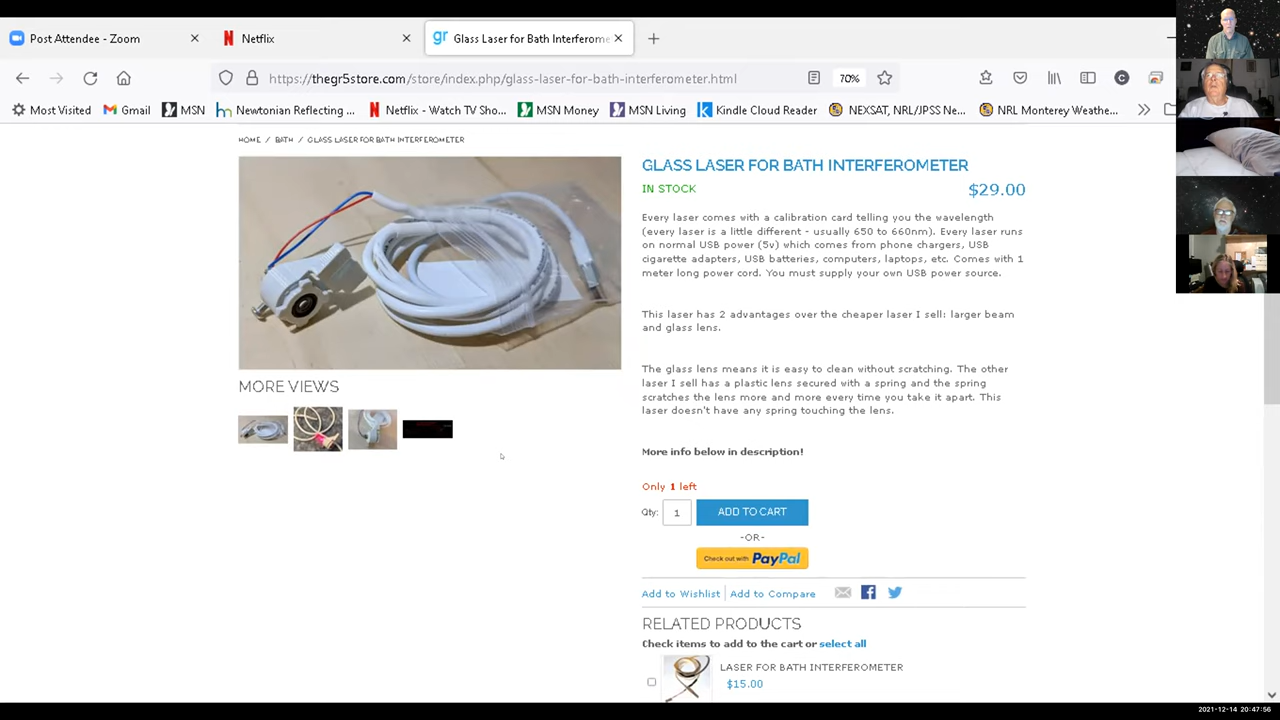 Post Attendee - Zoom
Netflix
gr Glass Laser for Bath Interferome
https://thegr5store.com/store/index.php/glass-laser-for-bath-interferometer.html
70%
Most Visited
Gmail
MSN
Newtonian Reflecting ...
Netflix - Watch TV Sho...
MSN Money
MSN Living
Kindle Cloud Reader
NEXSAT, NRL/JPSS Ne...
NRL Monterey Weathe...
HOME / BATH / GLASS LASER FOR BATH INTERFEROMETER
GLASS LASER FOR BATH INTERFEROMETER
IN STOCK
$29.00
Every laser comes with a calibration card telling you the wavelength
(every laser is a little different - usually 650 to 660nm). Every laser runs
on normal USB power (5v) which comes from phone chargers, USB
cigarette adapters, USB batteries, computers, laptops, etc. Comes with 1
meter long power cord. You must supply your own USB power source.
This laser has 2 advantages over the cheaper laser I sell: larger beam
and glass lens.
The glass lens means it is easy to clean without scratching. The other
laser I sell has a plastic lens secured with a spring and the spring
scratches the lens more and more every time you take it apart. This
laser doesn't have any spring touching the lens.
MORE VIEWS
More info below in description!
Only 1 left
Qty: 1 ADD TO CART
-OR-
Check out with PayPal
Add to Wishlist
Add to Compare
RELATED PRODUCTS
Check items to add to the cart or select all
LASER FOR BATH INTERFEROMETER
$15.00
2021-12-14 20:47:56